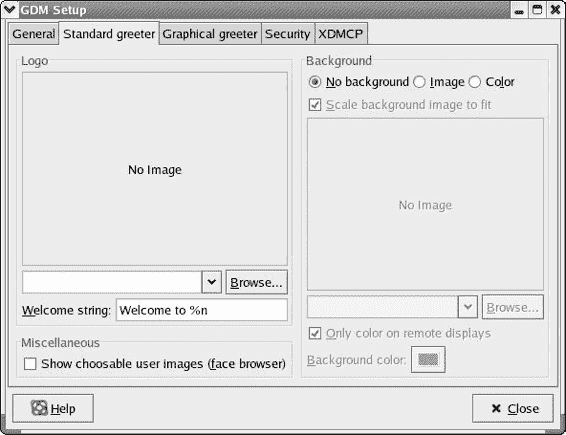 GDM Setup
General Standard greeter Graphical greeter Security XDMCP
Logo
No Image
Browse...
Welcome string: Welcome to %n
Miscellaneous
Show choosable user images (face browser)
Background
No background Image Color
Scale background image to fit
No Image
Browse...
Only color on remote displays
Background color:
Help
Close